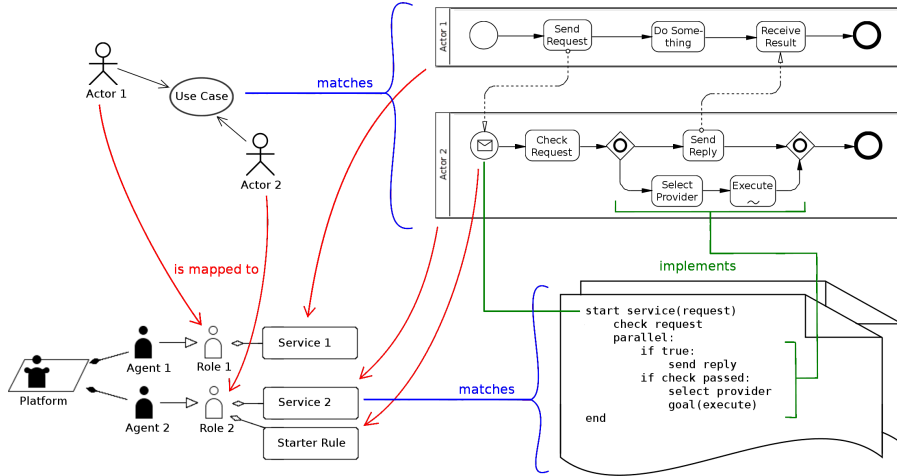 Actor 1
Use Case
Actor 2
matches
Actor 1
Send
Request
Do Some-
thing
Receive
Result
Actor 2
Check
Request
Send
Reply
Select
Provider
Execute
~
is mapped to
implements
Platform
Agent 1
Role 1
Service 1
Agent 2
Role 2
Service 2
Starter Rule
matches
start service(request)
check request
parallel:
if true:
send reply
if check passed:
select provider
goal(execute)
end